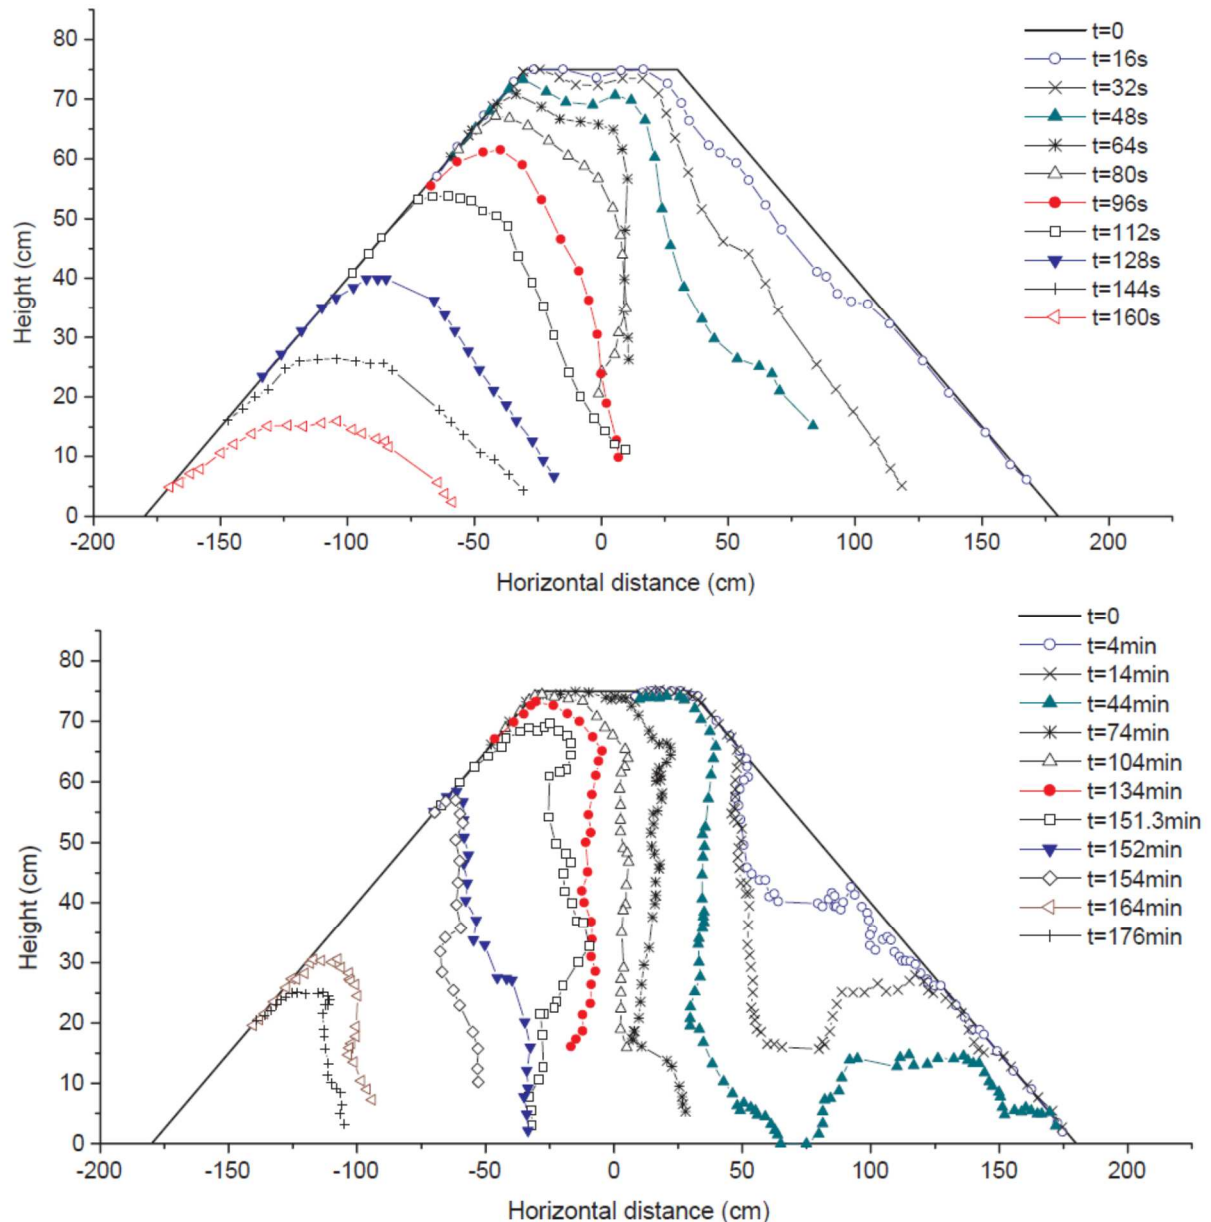 80
70
60
50
40
30
20
10
0
Height (cm)
-200 -150 -100 -50 0 50 100 150 200
Horizontal distance (cm)
t=0
t=16s
t=32s
t=48s
t=64s
t=80s
t=96s
t=112s
t=128s
t=144s
t=160s
80
70
60
50
40
30
20
10
0
Height (cm)
-200 -150 -100 -50 0 50 100 150 200
Horizontal distance (cm)
t=0
t=4min
t=14min
t=44min
t=74min
t=104min
t=134min
t=151.3min
t=152min
t=154min
t=164min
t=176min